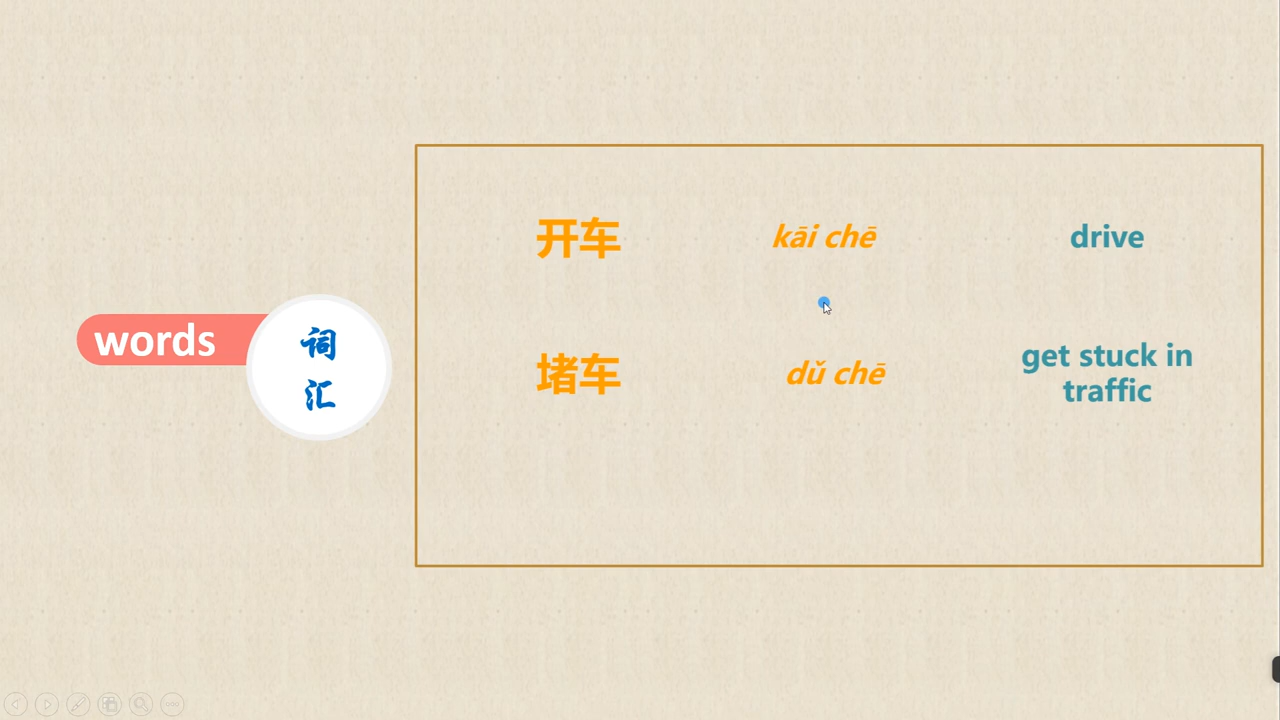 words
词
汇
开车 kāi chē drive
堵车 dǔ chē get stuck in
traffic